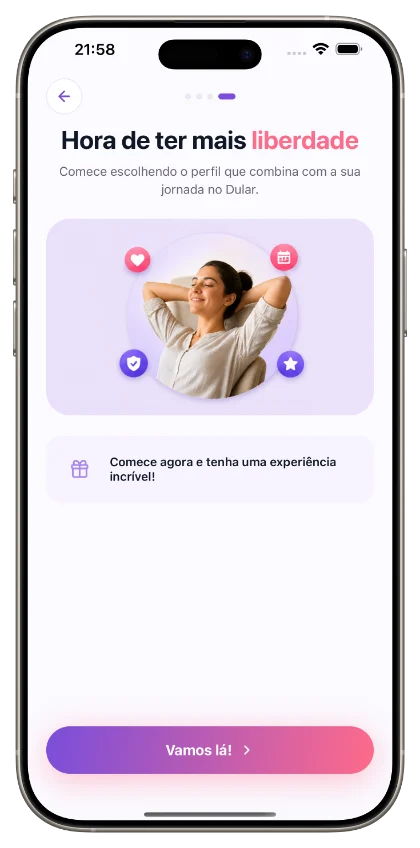 21:58
Hora de ter mais liberdade
Comece escolhendo o perfil que combina com a sua
jornada no Dular.
Comece agora e tenha uma experiência
incrível!
Vamos lá!